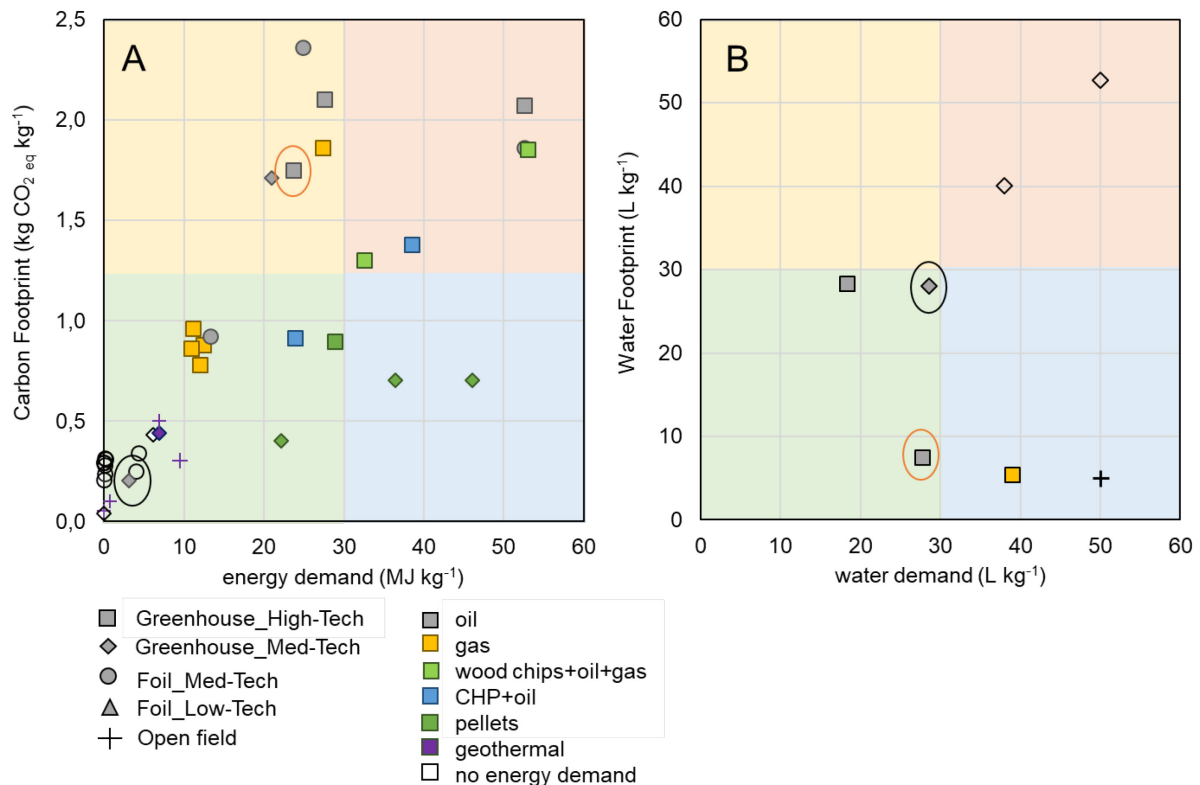 A
2,5
2,0
1,5
1,0
0,5
0,0
Carbon Footprint (kg CO2 eq kg-1)
0 10 20 30 40 50 60
energy demand (MJ kg-1)
B
60
50
40
30
20
10
0
Water Footprint (L kg-1)
0 10 20 30 40 50 60
water demand (L kg-1)
Greenhouse_High-Tech
Greenhouse_Med-Tech
Foil_Med-Tech
Foil_Low-Tech
Open field
oil
gas
wood chips+oil+gas
CHP+oil
pellets
geothermal
no energy demand